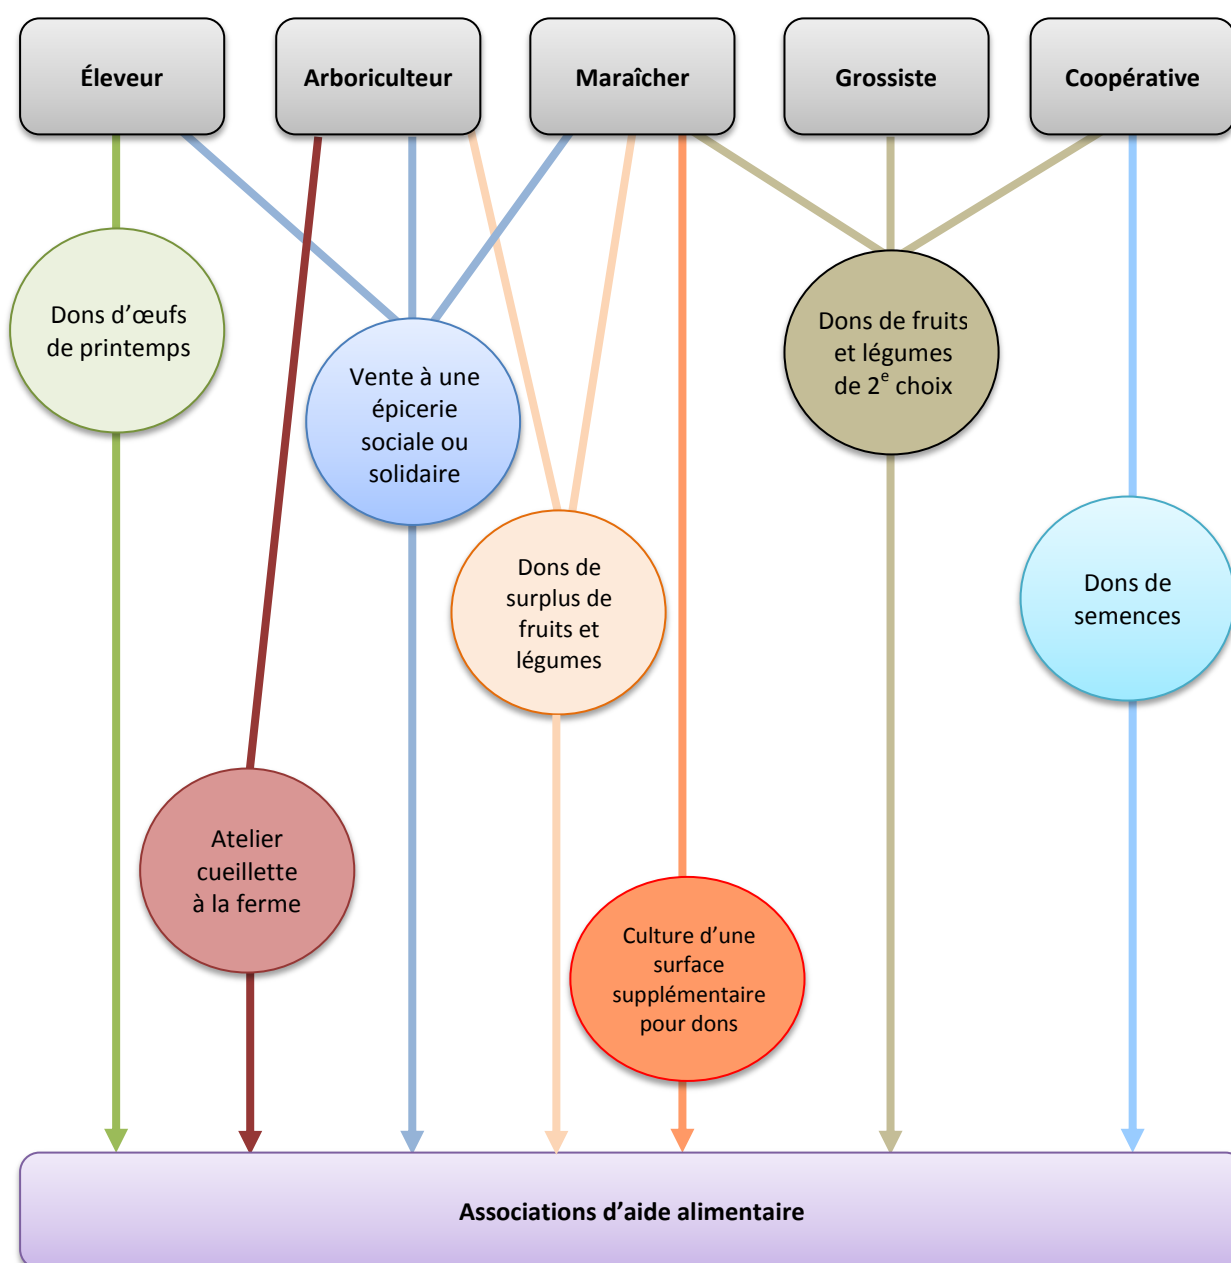 Éleveur
Arboriculteur
Maraîcher
Grossiste
Coopérative
Dons d’œufs
de printemps
Vente à une
épicerie
sociale ou
solidaire
Dons de fruits
et légumes
de 2e choix
Dons de
surplus de
fruits et
légumes
Dons de
semences
Atelier
cueillette
à la ferme
Culture d’une
surface
supplémentaire
pour dons
Associations d’aide alimentaire